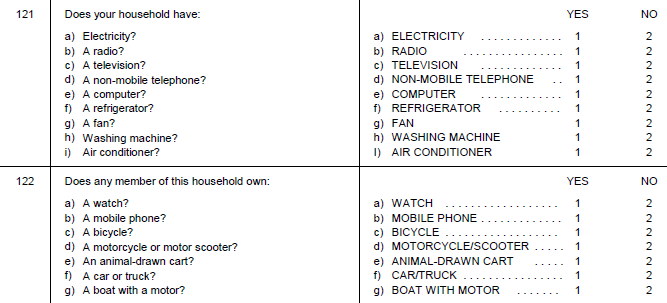 121 Does your household have: YES NO
a) Electricity? a) ELECTRICITY . . . . . . . . . . . . . 1 2
b) A radio? b) RADIO . . . . . . . . . . . . . . . . 1 2
c) A television? c) TELEVISION . . . . . . . . . . . . . 1 2
d) A non-mobile telephone? d) NON-MOBILE TELEPHONE . . 1 2
e) A computer? e) COMPUTER . . . . . . . . . . . . . 1 2
f) A refrigerator? f) REFRIGERATOR . . . . . . . . . . 1 2
g) A fan? g) FAN 1 2
h) Washing machine? h) WASHING MACHINE 1 2
i) Air conditioner? I) AIR CONDITIONER 1 2
122 Does any member of this household own: YES NO
a) A watch? a) WATCH . . . . . . . . . . . . . . . . . . 1 2
b) A mobile phone? b) MOBILE PHONE . . . . . . . . . . . . . 1 2
c) A bicycle? c) BICYCLE . . . . . . . . . . . . . . . . . . 1 2
d) A motorcycle or motor scooter? d) MOTORCYCLE/SCOOTER . . . . . 1 2
e) An animal-drawn cart? e) ANIMAL-DRAWN CART . . . . . 1 2
f) A car or truck? f) CAR/TRUCK . . . . . . . . . . . . . . . . 1 2
g) A boat with a motor? g) BOAT WITH MOTOR . . . . . . . 1 2